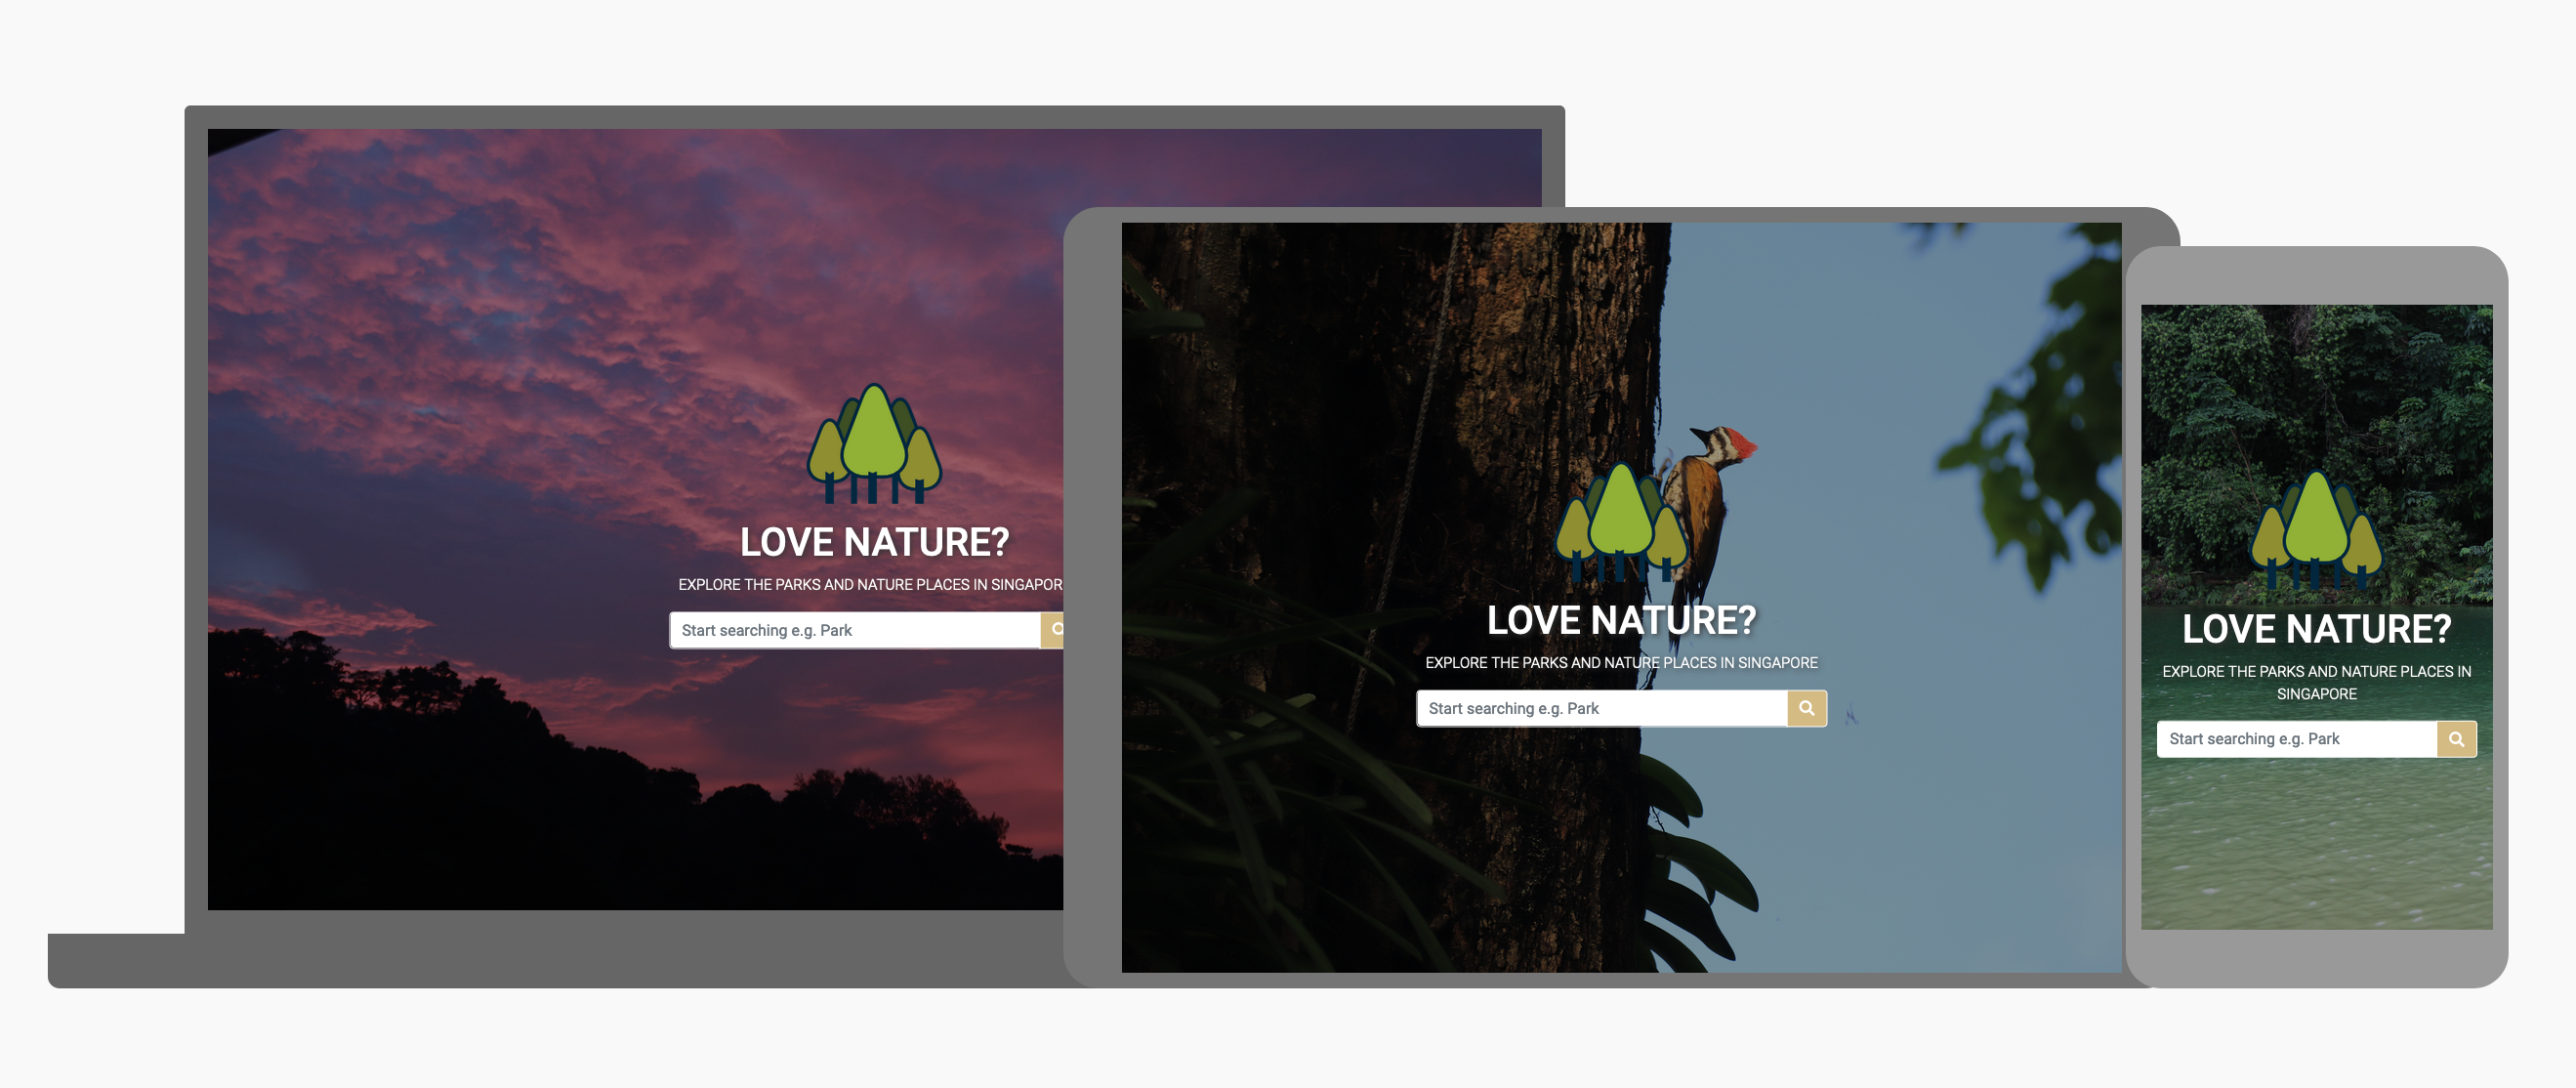 LOVE NATURE?
EXPLORE THE PARKS AND NATURE PLACES IN SINGAPOR
Start searching e.g. Park
LOVE NATURE?
EXPLORE THE PARKS AND NATURE PLACES IN SINGAPORE
Start searching e.g. Park
LOVE NATURE?
EXPLORE THE PARKS AND NATURE PLACES IN
SINGAPORE
Start searching e.g. Park